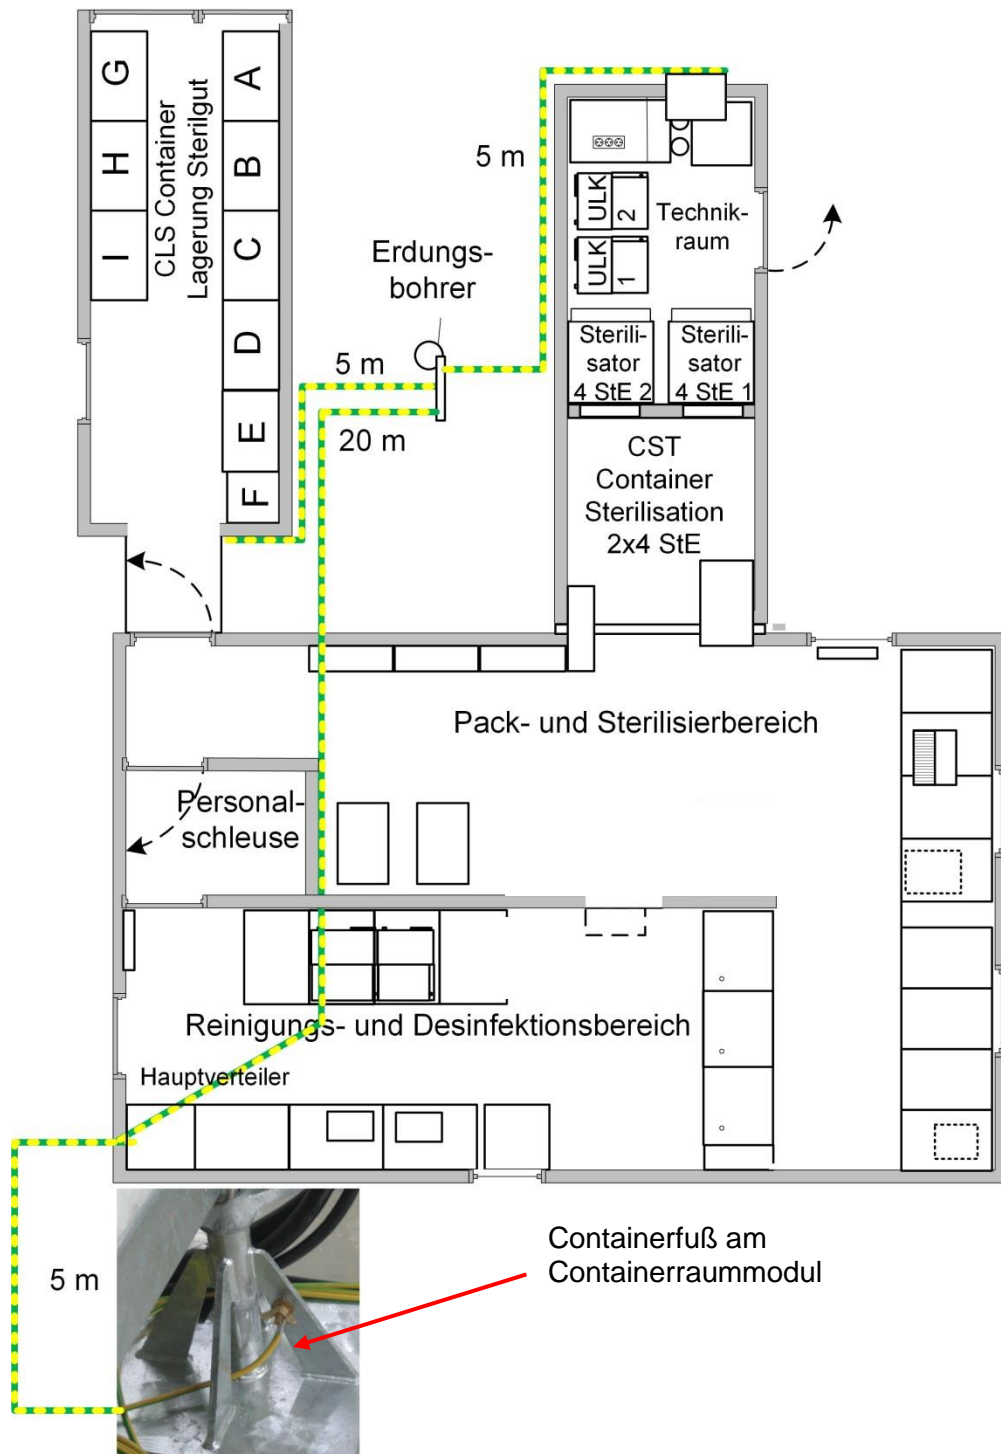 G
H
I
CLS Container
Lagerung Sterilgut
A
B
C
D
E
F
5 m
Erdungs-
bohrer
5 m
20 m
ULK
2
ULK
1
Technik-
raum
Sterili-
sator
4 StE 2
Sterili-
sator
4 StE 1
CST
Container
Sterilisation
2x4 StE
Pack- und Sterilisierbereich
Personal-
schleuse
Reinigungs- und Desinfektionsbereich
Hauptverteiler
5 m
Containerfuß am
Containerraummodul